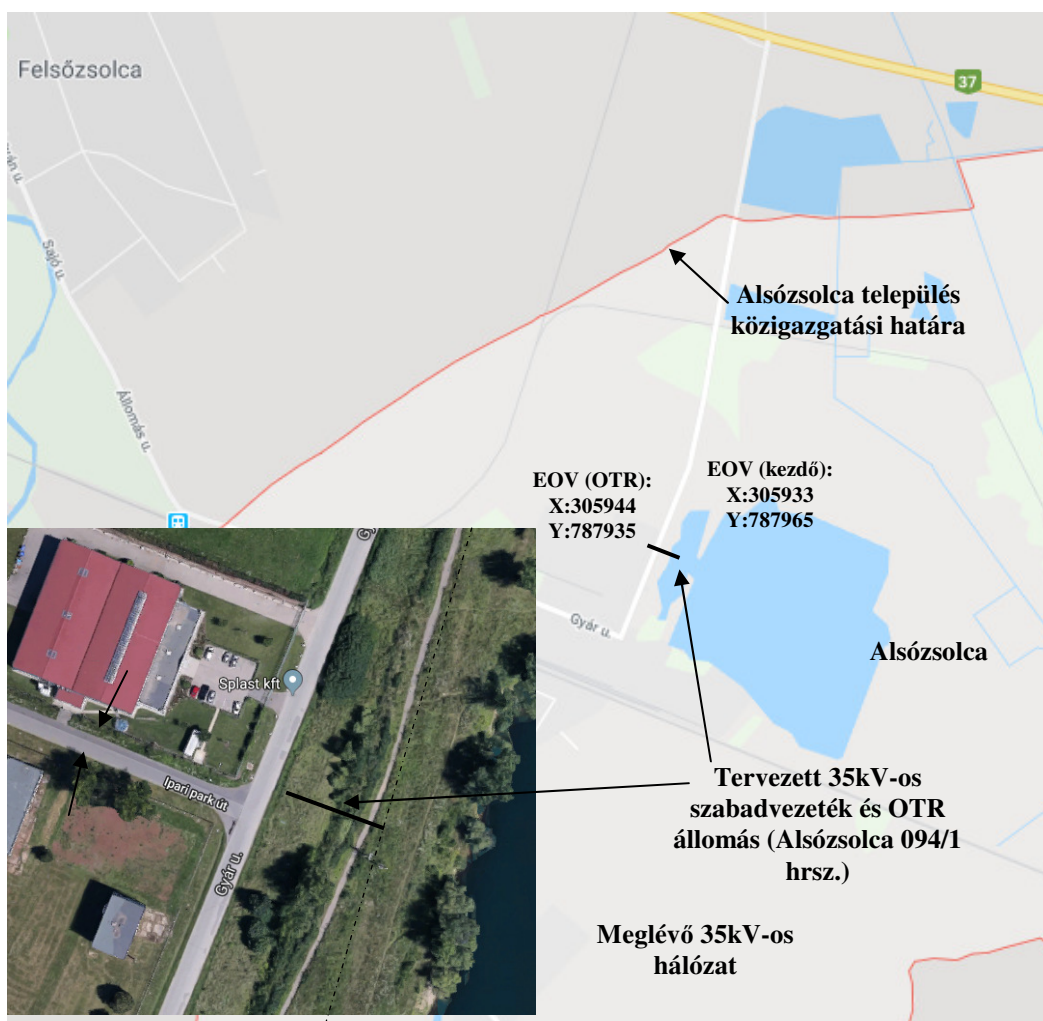 Felsőzsolca
37
Sajó u.
Állomás u.
Alsózsolca település
közigazgatási határa
EOV (OTR):
X:305944
Y:787935
EOV (kezdő):
X:305933
Y:787965
Gyár u.
Alsózsolca
Splast kft
Ipari park út
Gyár u.
Tervezett 35kV-os
szabadvezeték és OTR
állomás (Alsózsolca 094/1
hrsz.)
Meglévő 35kV-os
hálózat